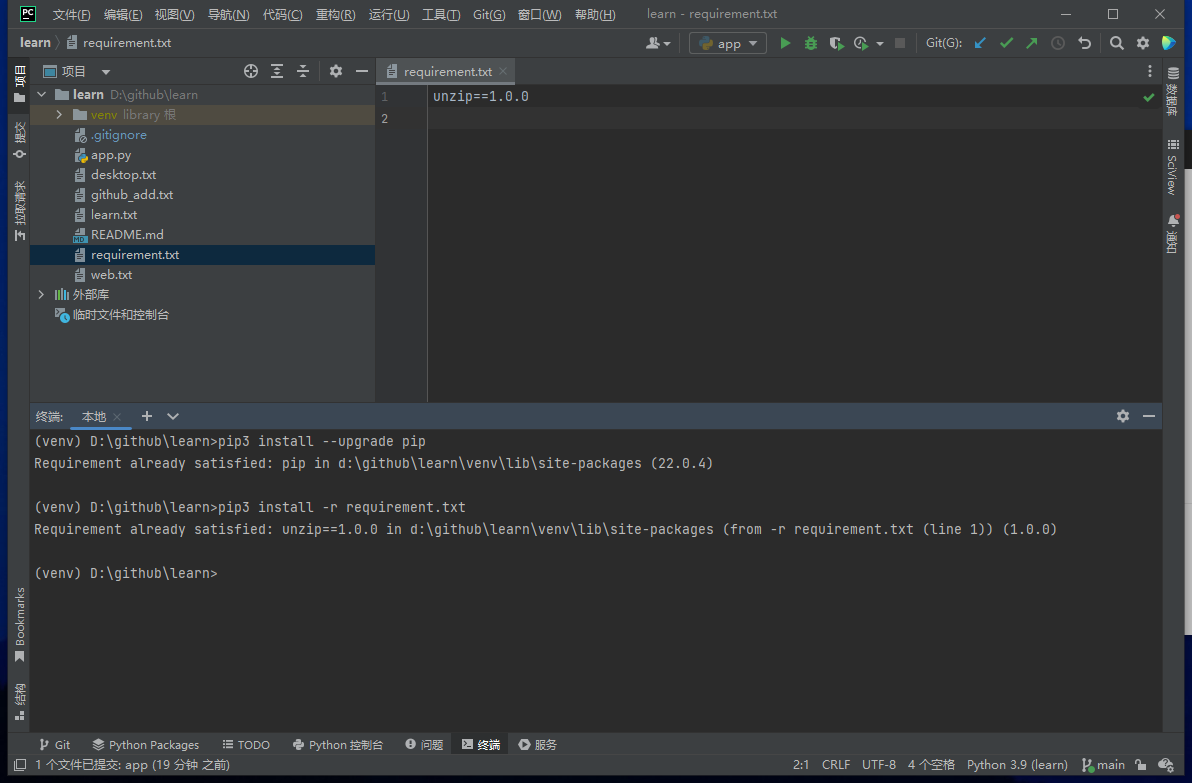 PC 文件(F) 编辑(E) 视图(V) 导航(N) 代码(C) 重构(R) 运行(U) 工具(T) Git(G) 窗口(W) 帮助(H) learn - requirement.txt
learn requirement.txt app Git(G):
项目 requirement.txt
learn D:\github\learn
venv library 根
.gitignore
app.py
desktop.txt
github_add.txt
learn.txt
README.md
requirement.txt
web.txt
外部库
临时文件和控制台
1 unzip==1.0.0
2
项目
提交
拉取请求
Bookmarks
结构
数据库
SciView
通知
终端: 本地
(venv) D:\github\learn>pip3 install --upgrade pip
Requirement already satisfied: pip in d:\github\learn\venv\lib\site-packages (22.0.4)
(venv) D:\github\learn>pip3 install -r requirement.txt
Requirement already satisfied: unzip==1.0.0 in d:\github\learn\venv\lib\site-packages (from -r requirement.txt (line 1)) (1.0.0)
(venv) D:\github\learn>
Git Python Packages TODO Python 控制台 问题 终端 服务
1 个文件已提交: app (19 分钟 之前) 2:1 CRLF UTF-8 4 个空格 Python 3.9 (learn) main